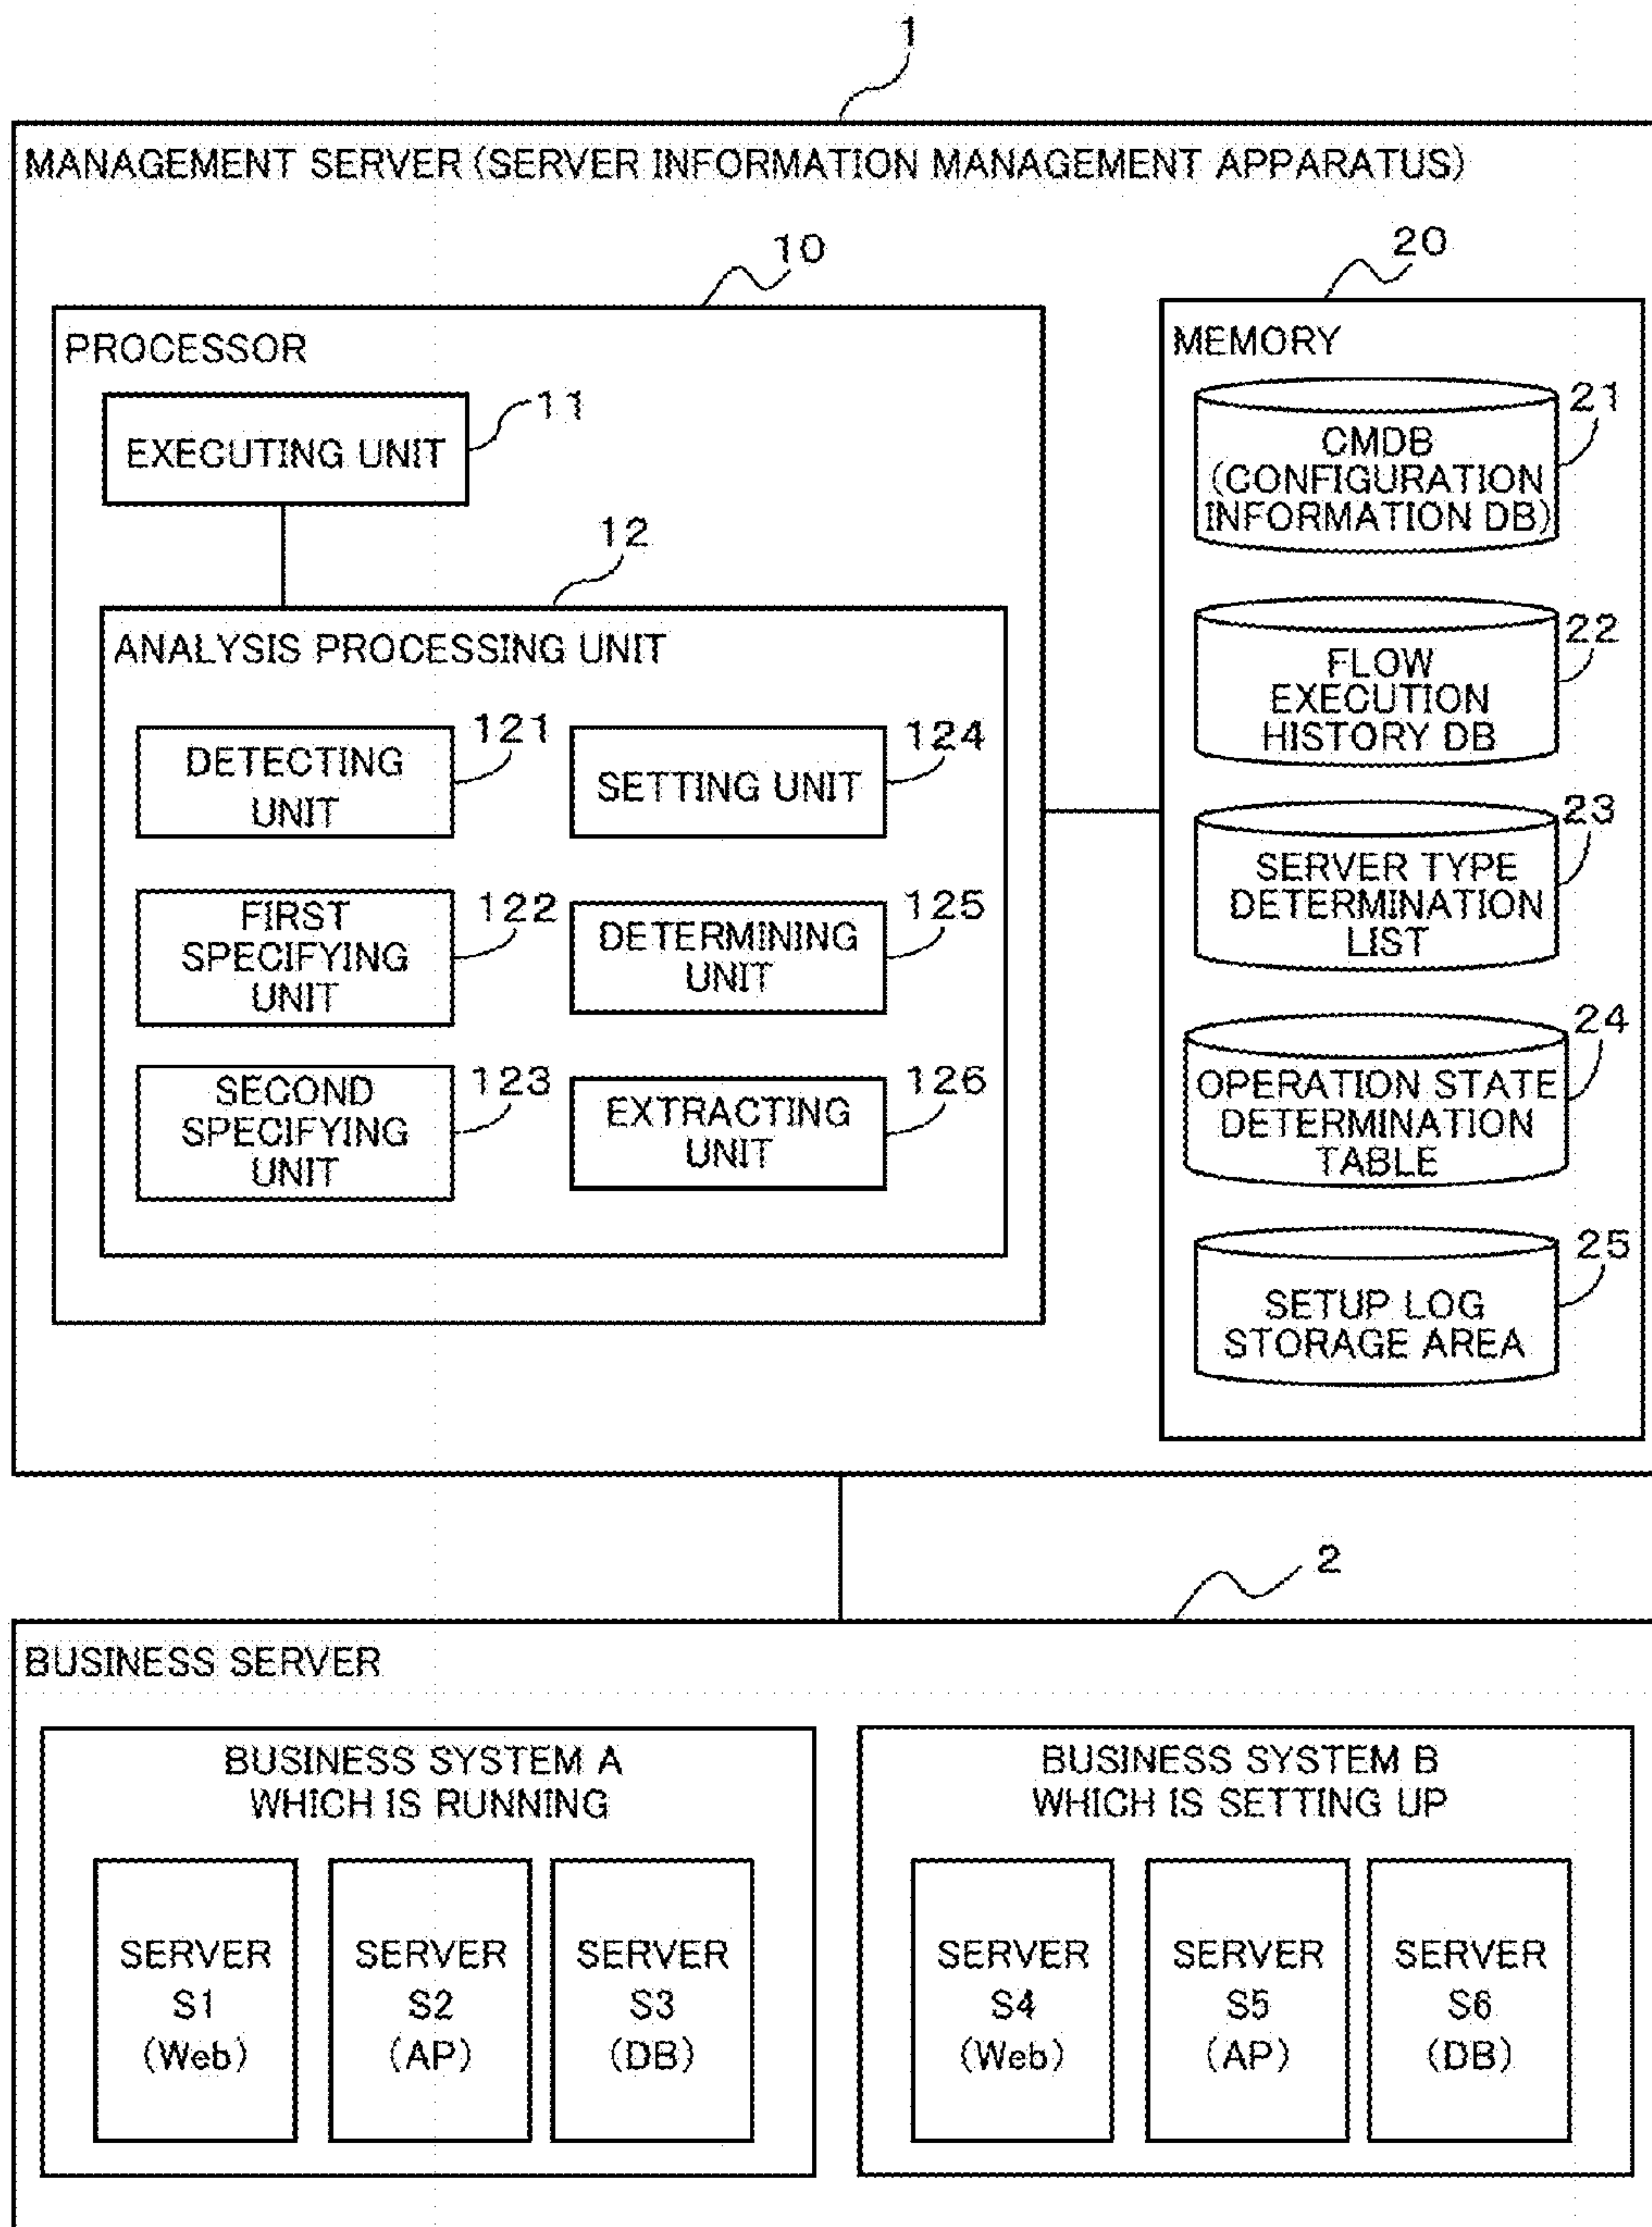 1
MANAGEMENT SERVER (SERVER INFORMATION MANAGEMENT APPARATUS)
10
PROCESSOR
11
EXECUTING UNIT
12
ANALYSIS PROCESSING UNIT
121
DETECTING
UNIT
124
SETTING UNIT
122
FIRST
SPECIFYING
UNIT
125
DETERMINING
UNIT
123
SECOND
SPECIFYING
UNIT
126
EXTRACTING
UNIT
20
MEMORY
21
CMDB
(CONFIGURATION
INFORMATION DB)
22
FLOW
EXECUTION
HISTORY DB
23
SERVER TYPE
DETERMINATION
LIST
24
OPERATION STATE
DETERMINATION
TABLE
25
SETUP LOG
STORAGE AREA
2
BUSINESS SERVER
BUSINESS SYSTEM A
WHICH IS RUNNING
SERVER
S1
(Web)
SERVER
S2
(AP)
SERVER
S3
(DB)
BUSINESS SYSTEM B
WHICH IS SETTING UP
SERVER
S4
(Web)
SERVER
S5
(AP)
SERVER
S6
(DB)